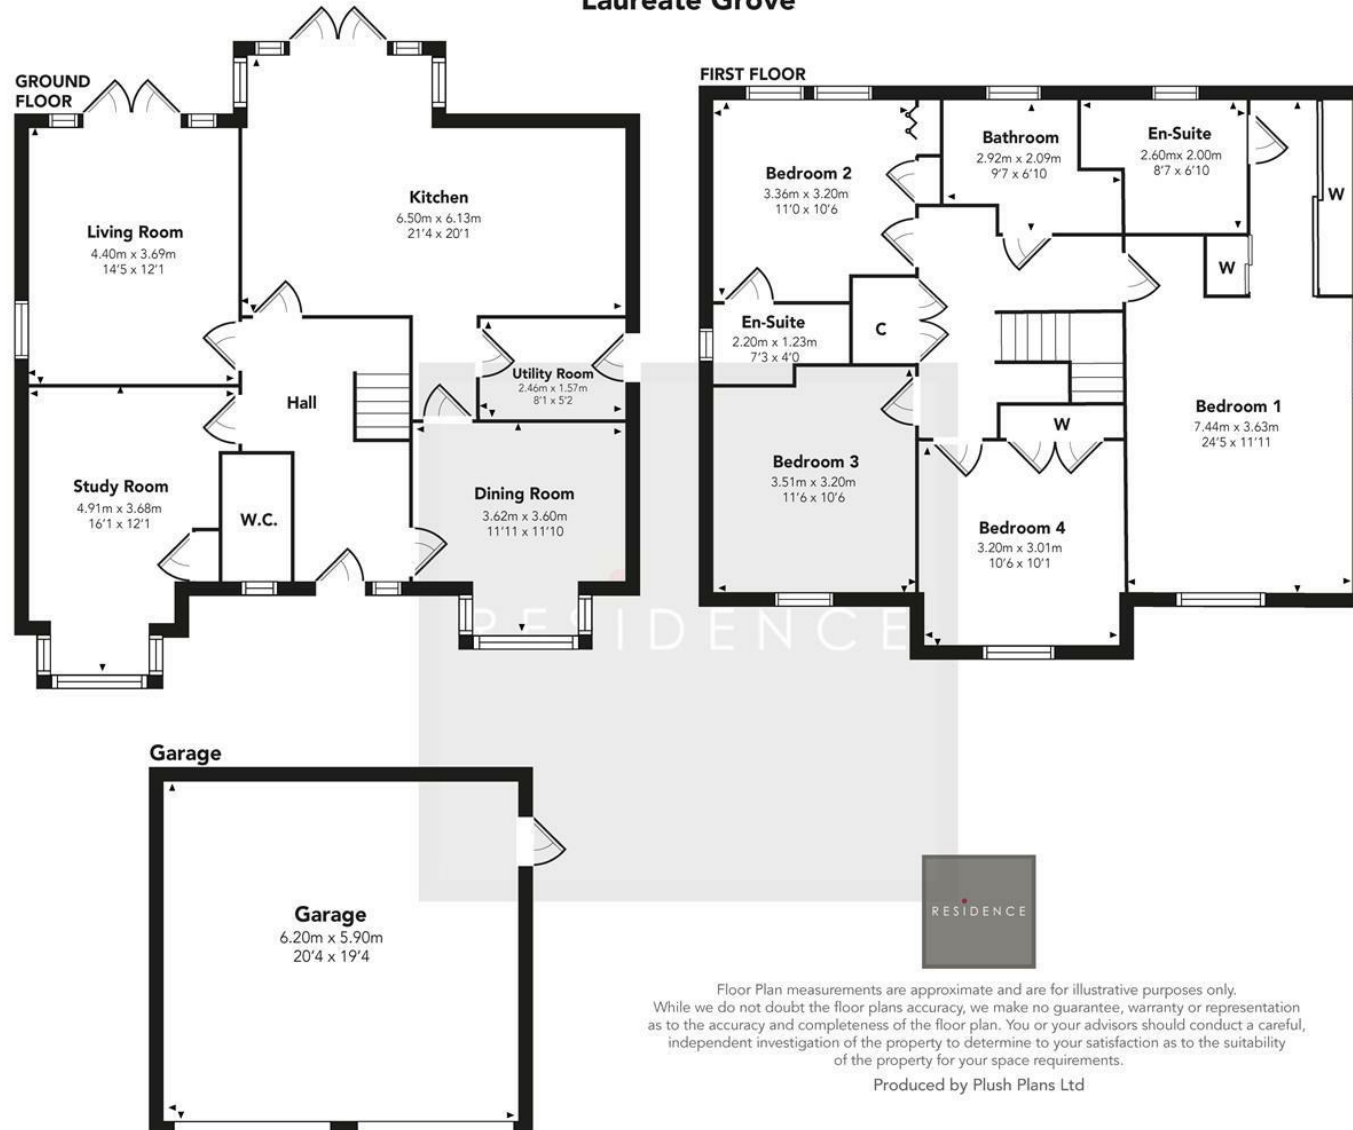 Laureate Grove
GROUND
FLOOR
Living Room
4.40m x 3.69m
14'5 x 12'1
Kitchen
6.50m x 6.13m
21'4 x 20'1
Hall
Utility Room
2.46m x 1.57m
8'1 x 5'2
Study Room
4.91m x 3.68m
16'1 x 12'1
W.C.
Dining Room
3.62m x 3.60m
11'11 x 11'10
FIRST FLOOR
Bedroom 2
3.36m x 3.20m
11'0 x 10'6
Bathroom
2.92m x 2.09m
9'7 x 6'10
En-Suite
2.60mx 2.00m
8'7 x 6'10
W
W
En-Suite
2.20m x 1.23m
7'3 x 4'0
C
Bedroom 1
7.44m x 3.63m
24'5 x 11'11
W
Bedroom 3
3.51m x 3.20m
11'6 x 10'6
Bedroom 4
3.20m x 3.01m
10'6 x 10'1
RESIDENCE
Garage
Garage
6.20m x 5.90m
20'4 x 19'4
RESIDENCE
Floor Plan measurements are approximate and are for illustrative purposes only.
While we do not doubt the floor plans accuracy, we make no guarantee, warranty or representation
as to the accuracy and completeness of the floor plan. You or your advisors should conduct a careful,
independent investigation of the property to determine to your satisfaction as to the suitability
of the property for your space requirements.
Produced by Plush Plans Ltd